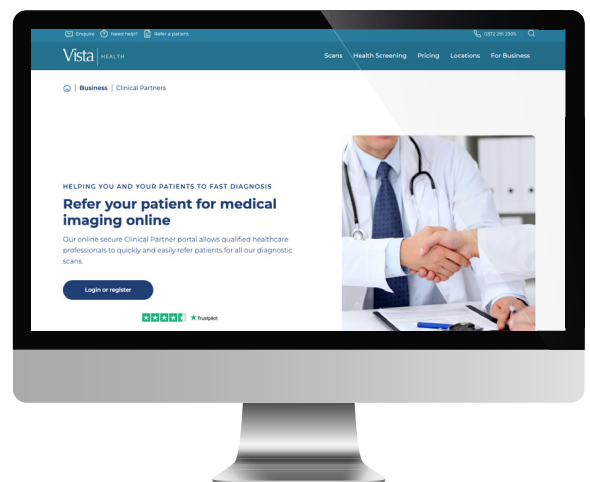 Enquire Need help? Refer a patient 0372 291 2305
Vista HEALTH Scans Health Screening Pricing Locations For Business
Business | Clinical Partners
HELPING YOU AND YOUR PATIENTS TO FAST DIAGNOSIS
Refer your patient for medical
imaging online
Our online secure Clinical Partner portal allows qualified healthcare
professionals to quickly and easily refer patients for all our diagnostic
scans.
Login or register
Trustpilot